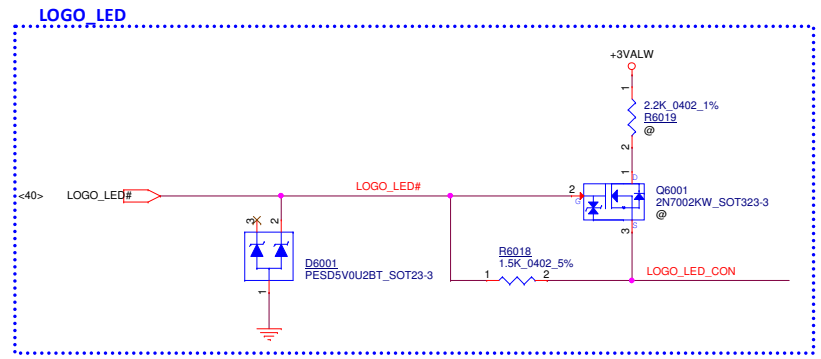 LOGO_LED
+3VALW
1
2.2K_0402_1%
R6019
@
2
1
D
<40>
LOGO_LED#
LOGO_LED#
2
G
Q6001
2N7002KW_SOT323-3
@
S
3
3
2
D6001
PESD5V0U2BT_SOT23-3
1
R6018
1.5K_0402_5%
1
2
LOGO_LED_CON